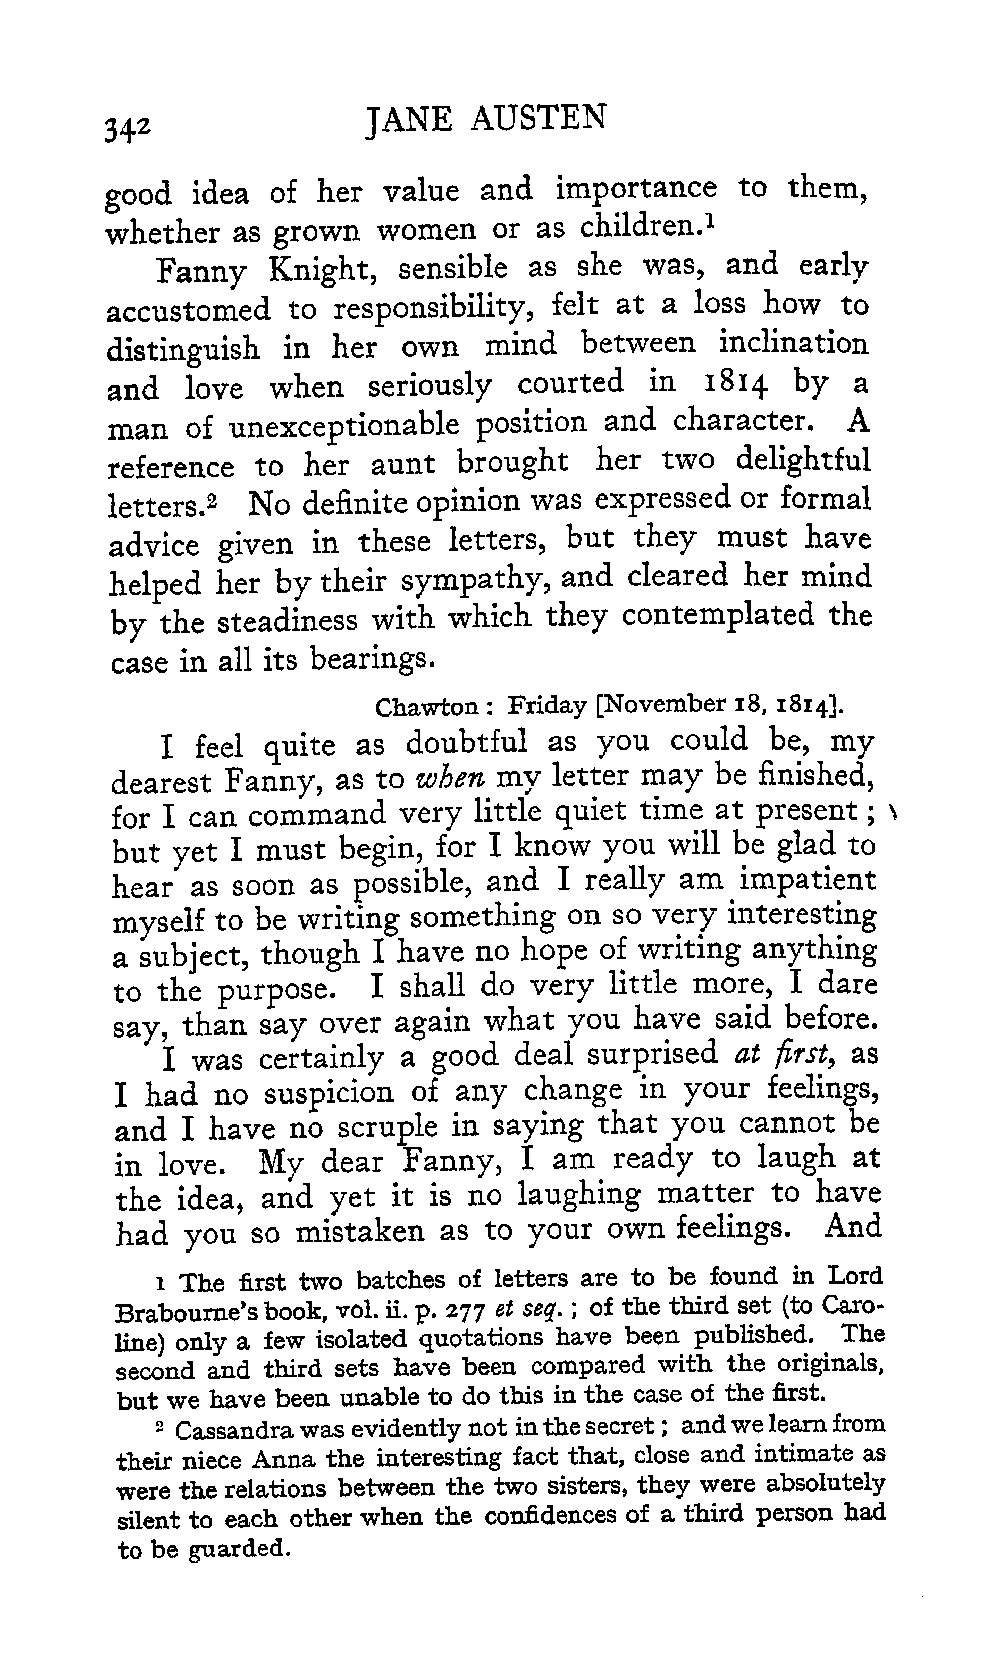 342 JANE AUSTEN
good idea of her value and importance to them,
whether as grown women or as children.¹
Fanny Knight, sensible as she was, and early
accustomed to responsibility, felt at a loss how to
distinguish in her own mind between inclination
and love when seriously courted in 1814 by a
man of unexceptionable position and character. A
reference to her aunt brought her two delightful
letters.² No definite opinion was expressed or formal
advice given in these letters, but they must have
helped her by their sympathy, and cleared her mind
by the steadiness with which they contemplated the
case in all its bearings.
Chawton : Friday [November 18, 1814].
I feel quite as doubtful as you could be, my
dearest Fanny, as to when my letter may be finished,
for I can command very little quiet time at present ;
but yet I must begin, for I know you will be glad to
hear as soon as possible, and I really am impatient
myself to be writing something on so very interesting
a subject, though I have no hope of writing anything
to the purpose. I shall do very little more, I dare
say, than say over again what you have said before.
I was certainly a good deal surprised at first, as
I had no suspicion of any change in your feelings,
and I have no scruple in saying that you cannot be
in love. My dear Fanny, I am ready to laugh at
the idea, and yet it is no laughing matter to have
had you so mistaken as to your own feelings. And
1 The first two batches of letters are to be found in Lord
Brabourne's book, vol. ii. p. 277 et seq. ; of the third set (to Caro-
line) only a few isolated quotations have been published. The
second and third sets have been compared with the originals,
but we have been unable to do this in the case of the first.
² Cassandra was evidently not in the secret ; and we learn from
their niece Anna the interesting fact that, close and intimate as
were the relations between the two sisters, they were absolutely
silent to each other when the confidences of a third person had
to be guarded.